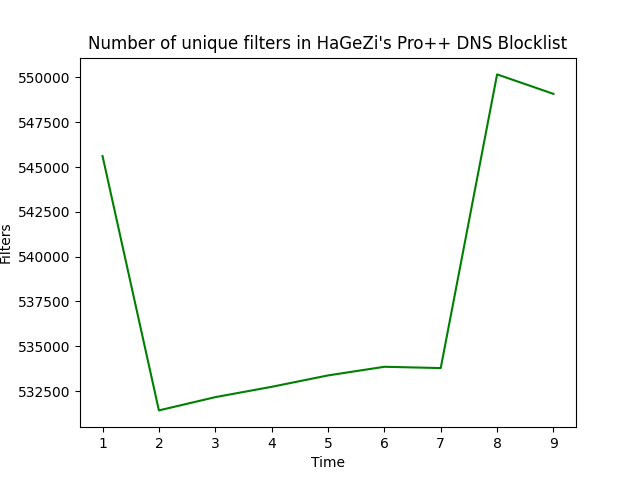 Number of unique filters in HaGeZi's Pro++ DNS Blocklist
550000
547500
545000
542500
540000
537500
535000
532500
Filters
1 2 3 4 5 6 7 8 9
Time